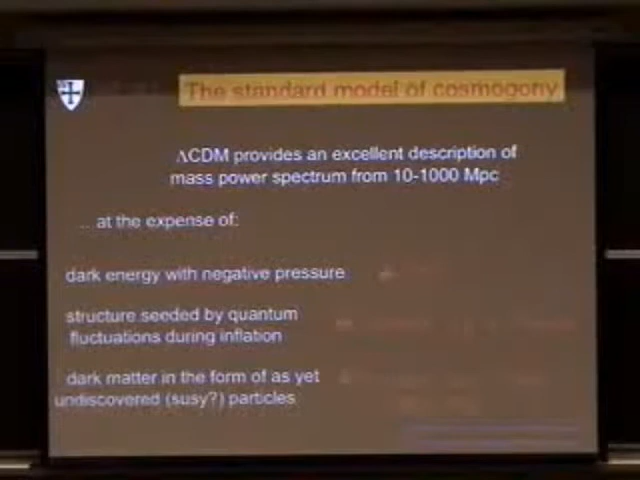 The standard model of cosmogony
ΛCDM provides an excellent description of
mass power spectrum from 10-1000 Mpc
... at the expense of:
dark energy with negative pressure
structure seeded by quantum
fluctuations during inflation
dark matter in the form of as yet
undiscovered (susy?) particles